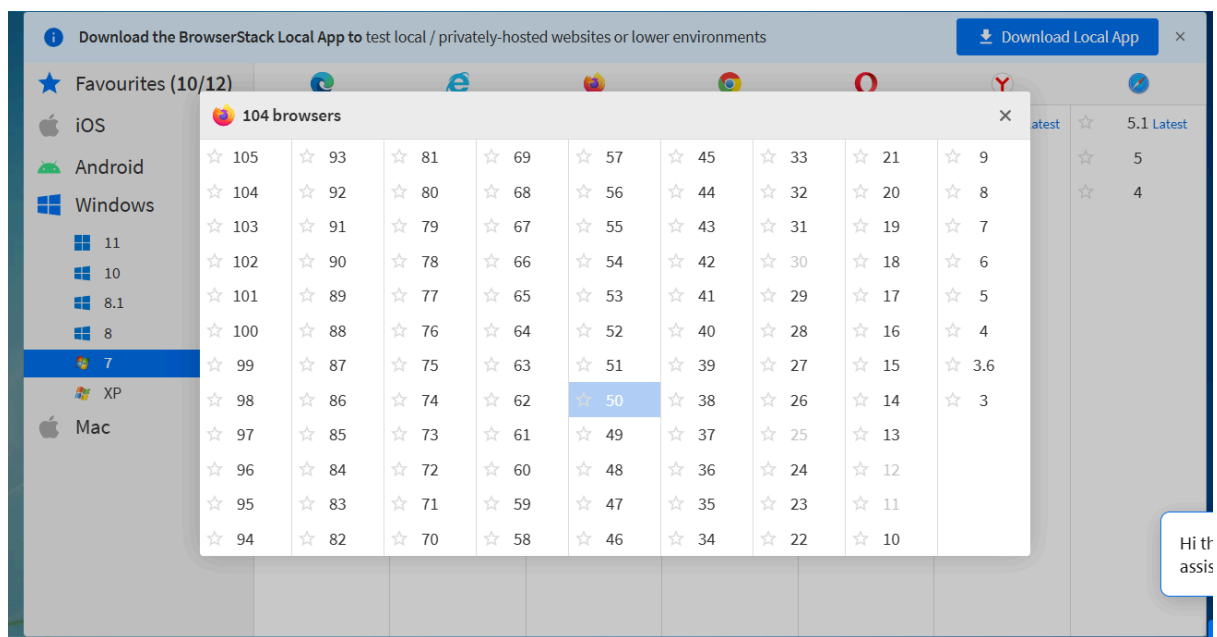 Download the BrowserStack Local App to test local / privately-hosted websites or lower environments
Download Local App
Favourites (10/12)
iOS
Android
Windows
11
10
8.1
8
7
XP
Mac
104 browsers
105 93 81 69 57 45 33 21 9
104 92 80 68 56 44 32 20 8
103 91 79 67 55 43 31 19 7
102 90 78 66 54 42 30 18 6
101 89 77 65 53 41 29 17 5
100 88 76 64 52 40 28 16 4
99 87 75 63 51 39 27 15 3.6
98 86 74 62 50 38 26 14 3
97 85 73 61 49 37 25 13
96 84 72 60 48 36 24 12
95 83 71 59 47 35 23 11
94 82 70 58 46 34 22 10
5.1 Latest
5
4
Hi